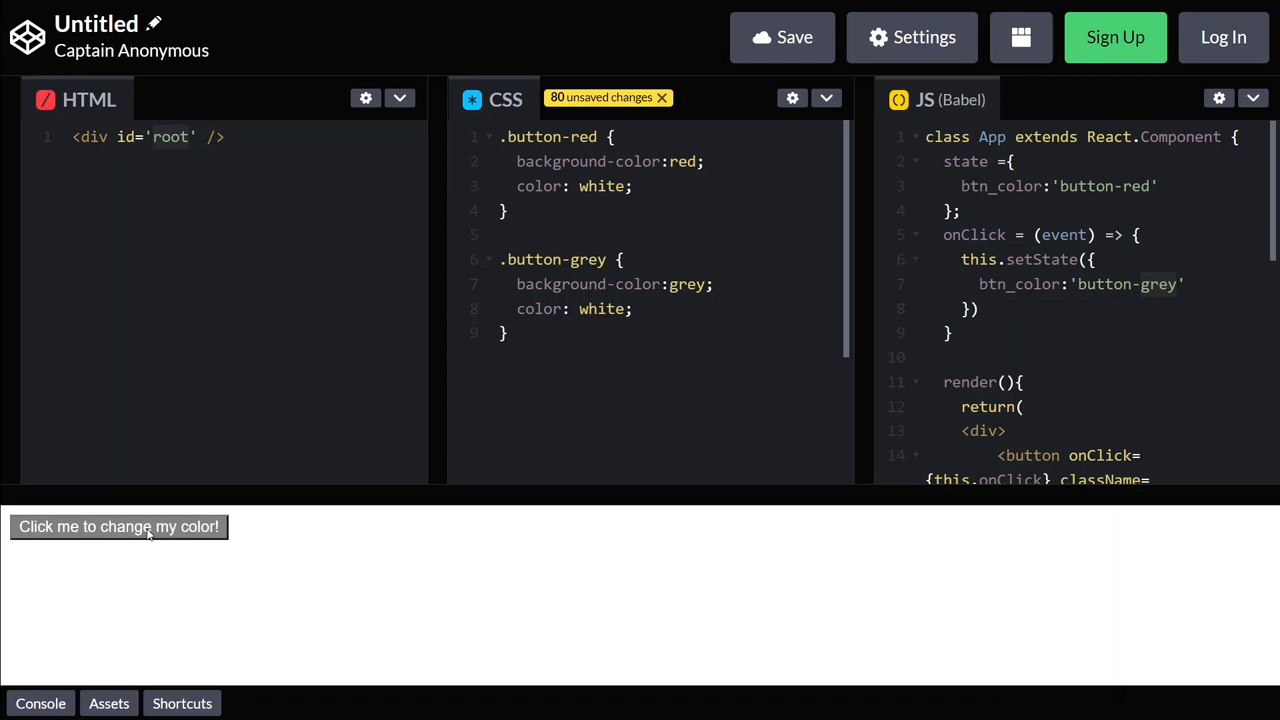 Untitled
Captain Anonymous
Save
Settings
Sign Up
Log In
HTML
1 <div id='root' />
CSS
80 unsaved changes X
1 .button-red {
2 background-color:red;
3 color: white;
4 }
5
6 .button-grey {
7 background-color:grey;
8 color: white;
9 }
JS (Babel)
1 class App extends React.Component {
2 state ={
3 btn_color:'button-red'
4 };
5 onClick = (event) => {
6 this.setState({
7 btn_color:'button-grey'
8 })
9 }
10
11 render(){
12 return(
13 <div>
14 <button onClick=
{this.onClick} className=
Click me to change my color!
Console
Assets
Shortcuts